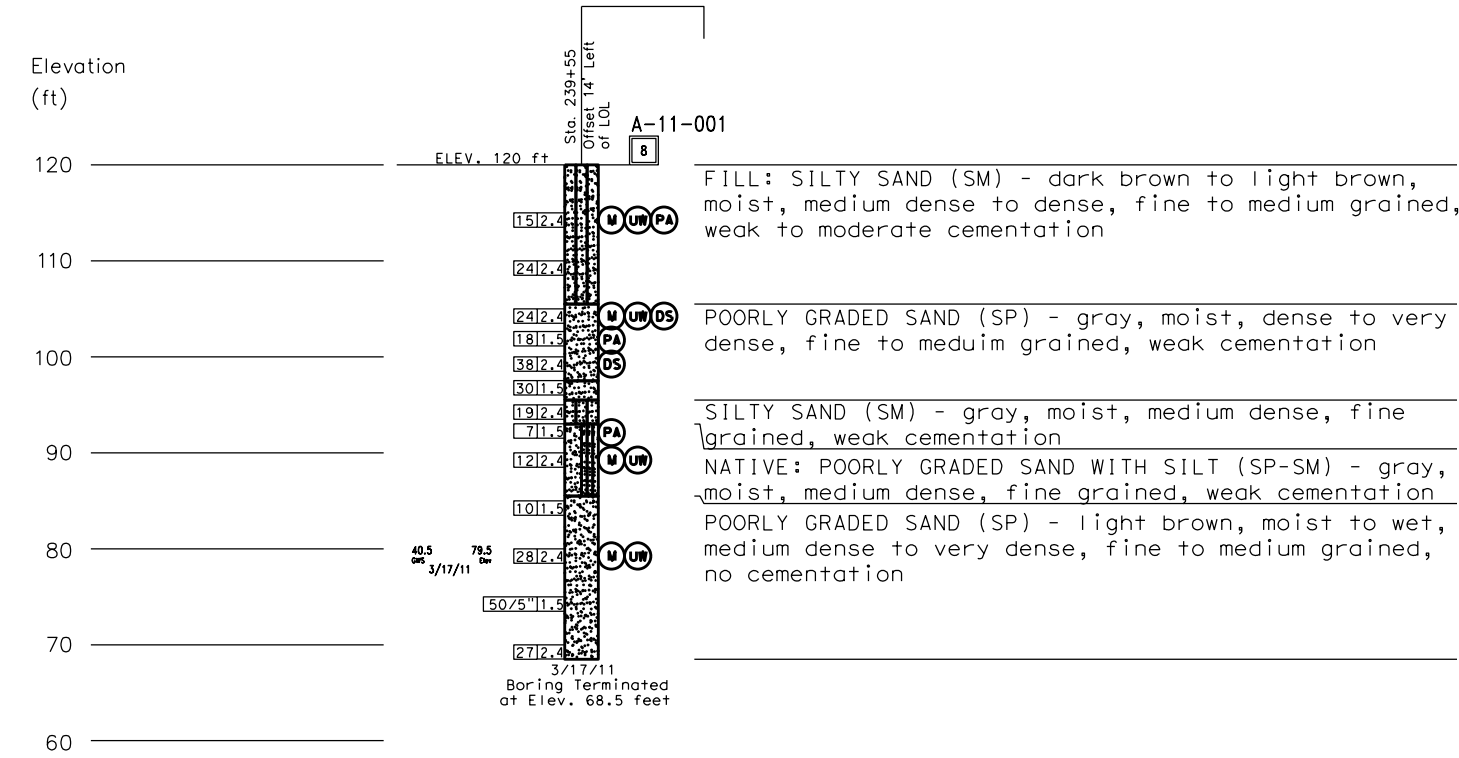 Elevation
(ft)
Sta. 239+55
Offset 14' Left
of LOL
A-11-001
8
120
ELEV. 120 ft
FILL: SILTY SAND (SM) - dark brown to light brown,
moist, medium dense to dense, fine to medium grained,
weak to moderate cementation
15 2.4 M UW PA
110
24 2.4
24 2.4 M UW DS
POORLY GRADED SAND (SP) - gray, moist, dense to very
dense, fine to meduim grained, weak cementation
18 1.5 PA
100
38 2.4 DS
30 1.5
19 2.4
SILTY SAND (SM) - gray, moist, medium dense, fine
grained, weak cementation
7 1.5 PA
90
12 2.4 M UW
NATIVE: POORLY GRADED SAND WITH SILT (SP-SM) - gray,
moist, medium dense, fine grained, weak cementation
10 1.5
POORLY GRADED SAND (SP) - light brown, moist to wet,
medium dense to very dense, fine to medium grained,
no cementation
80
40.5 79.5
GWS Elev
3/17/11
28 2.4 M UW
50/5" 1.5
70
27 2.4
3/17/11
Boring Terminated
at Elev. 68.5 feet
60